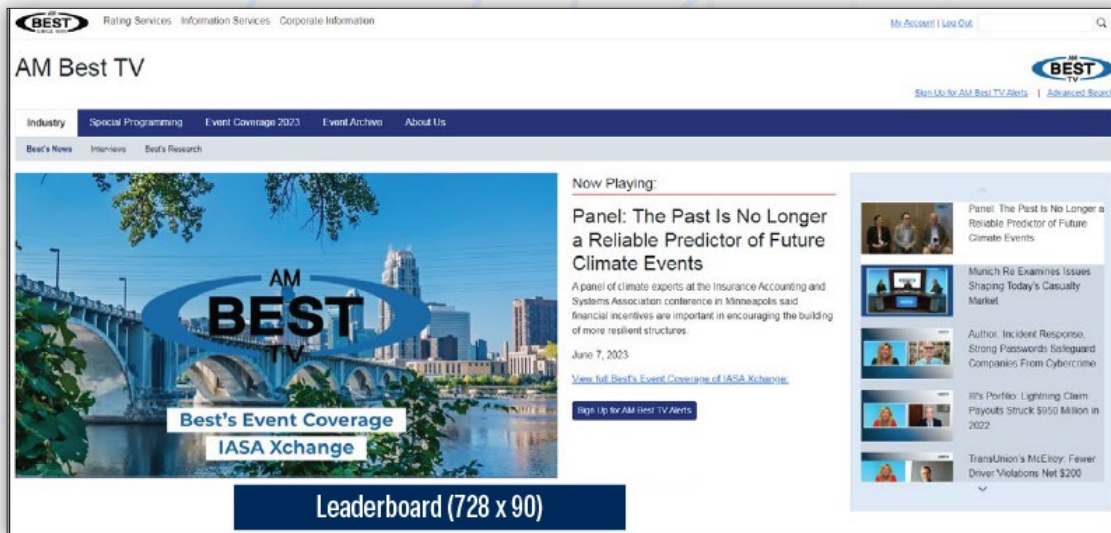 AM
BEST
SINCE 1899
Rating Services Information Services Corporate Information
My Account | Log Out
AM Best TV
AM
BEST
TV
Sign Up for AM Best TV Alerts | Advanced Search
Industry Special Programming Event Coverage 2023 Event Archive About Us
Best's News Interviews Best's Research
AM
BEST
TV
Best's Event Coverage
IASA Xchange
Now Playing:
Panel: The Past Is No Longer
a Reliable Predictor of Future
Climate Events
A panel of climate experts at the Insurance Accounting and
Systems Association conference in Minneapolis said
financial incentives are important in encouraging the building
of more resilient structures.
June 7, 2023
View full Best's Event Coverage of IASA Xchange.
Sign Up for AM Best TV Alerts
Panel: The Past Is No Longer a
Reliable Predictor of Future
Climate Events
Munich Re Examines Issues
Shaping Today's Casualty
Market
Author: Incident Response,
Strong Passwords Safeguard
Companies From Cybercrime
III's Porfilio: Lightning Claim
Payouts Struck $950 Million in
2022
TransUnion's McElroy: Fewer
Driver Violations Net $200
Leaderboard (728 x 90)